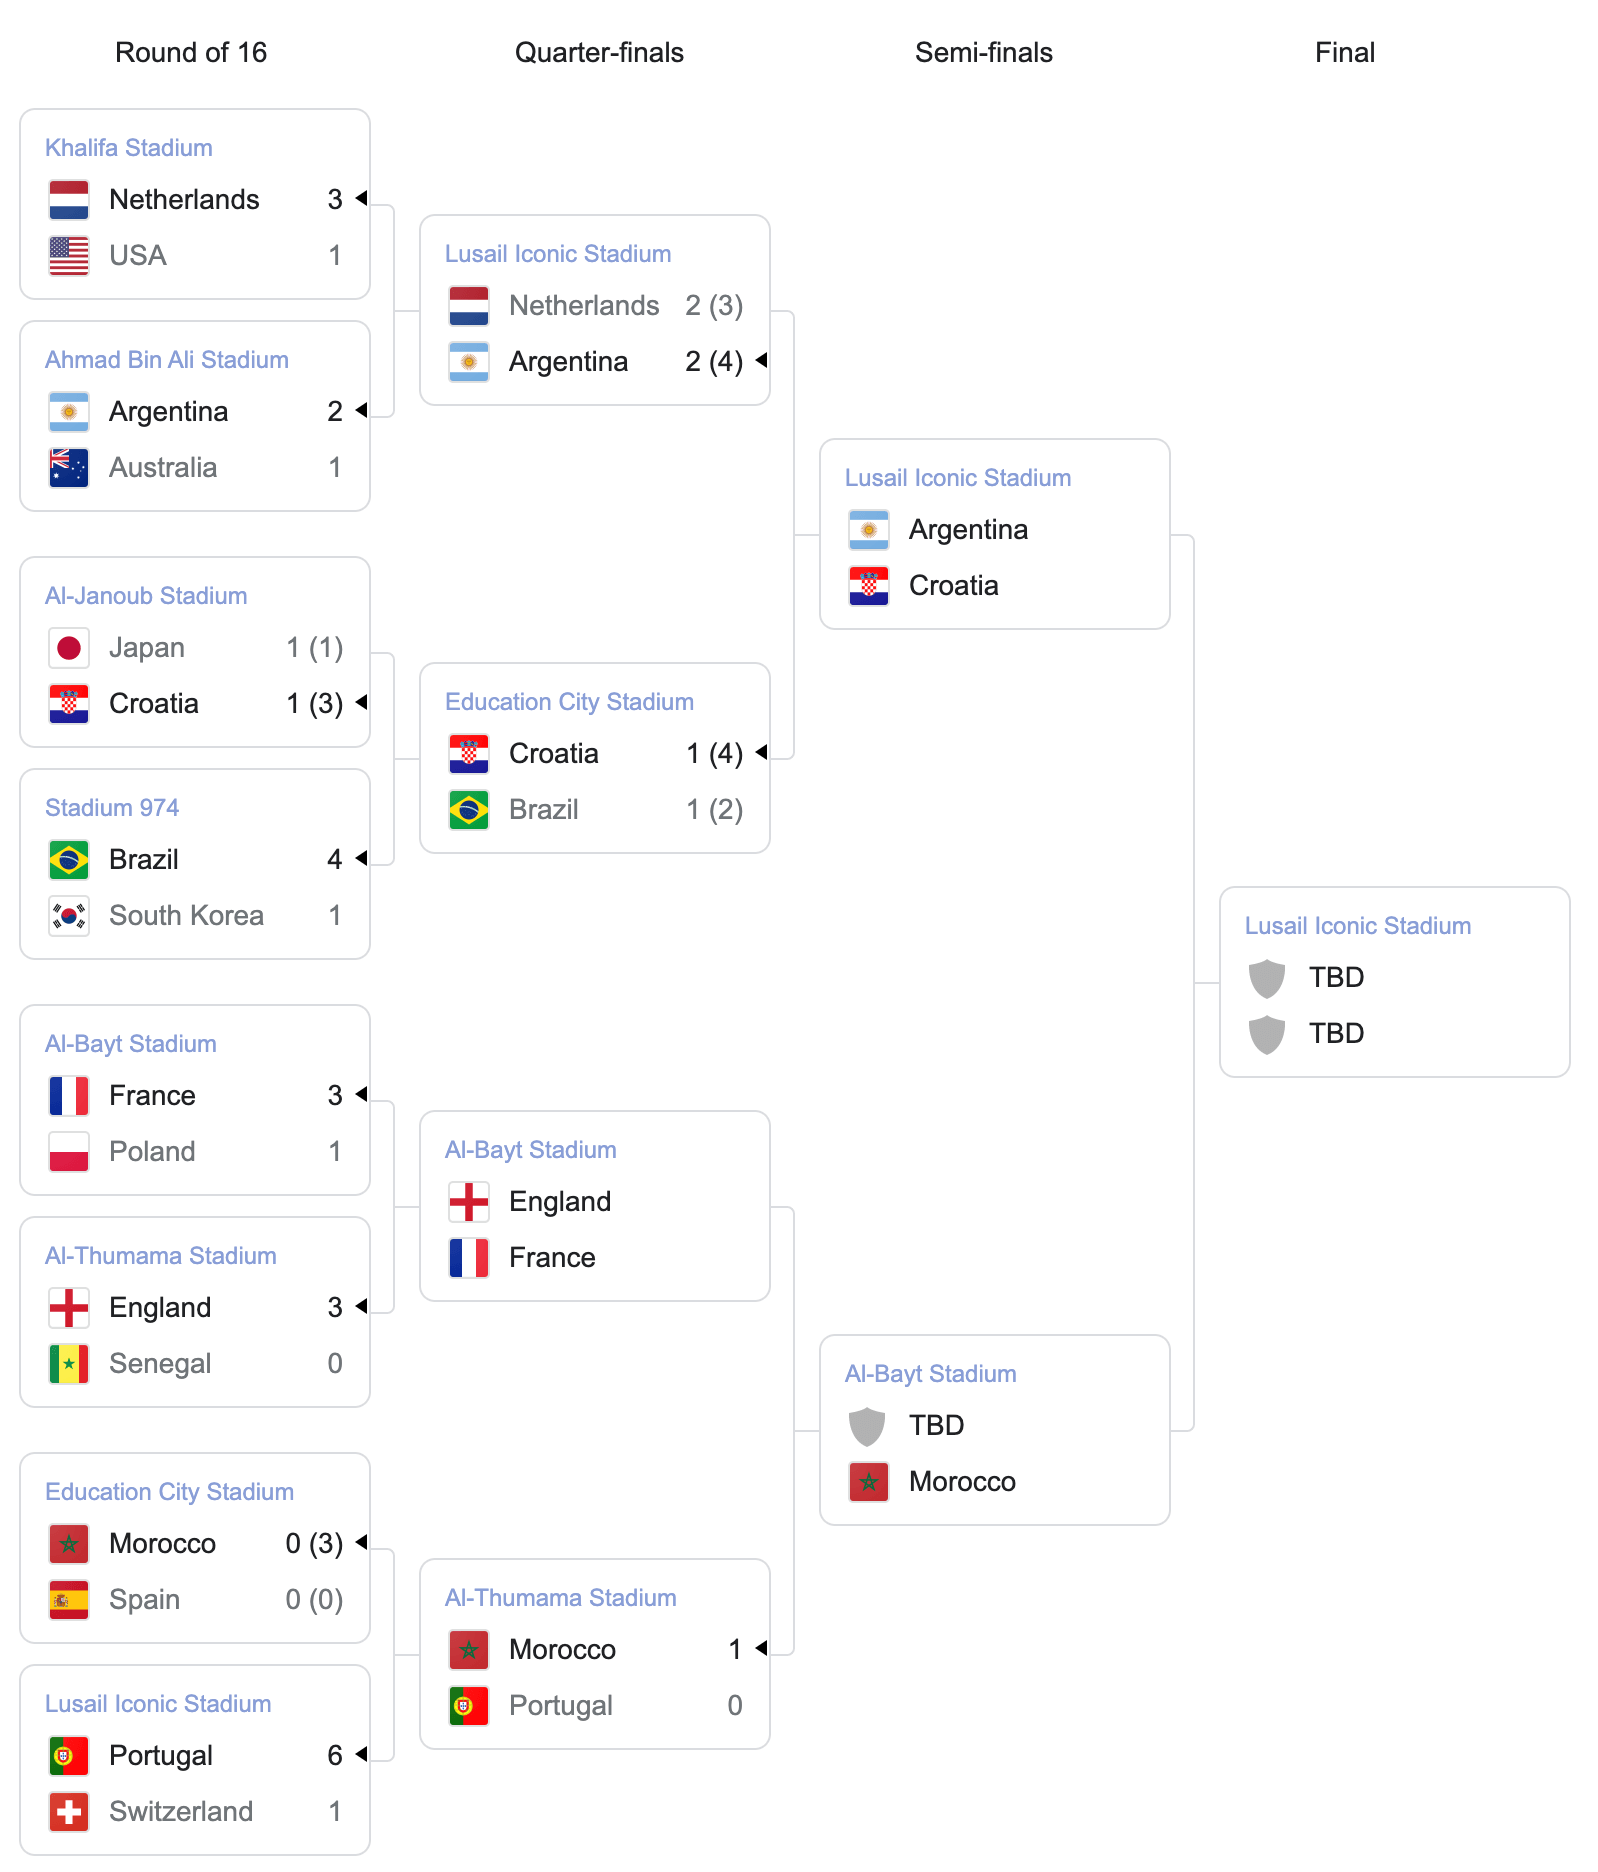 Round of 16
Quarter-finals
Semi-finals
Final
Khalifa Stadium
Netherlands 3
USA 1
Ahmad Bin Ali Stadium
Argentina 2
Australia 1
Al-Janoub Stadium
Japan 1 (1)
Croatia 1 (3)
Stadium 974
Brazil 4
South Korea 1
Al-Bayt Stadium
France 3
Poland 1
Al-Thumama Stadium
England 3
Senegal 0
Education City Stadium
Morocco 0 (3)
Spain 0 (0)
Lusail Iconic Stadium
Portugal 6
Switzerland 1
Lusail Iconic Stadium
Netherlands 2 (3)
Argentina 2 (4)
Education City Stadium
Croatia 1 (4)
Brazil 1 (2)
Al-Bayt Stadium
England
France
Al-Thumama Stadium
Morocco 1
Portugal 0
Lusail Iconic Stadium
Argentina
Croatia
Al-Bayt Stadium
TBD
Morocco
Lusail Iconic Stadium
TBD
TBD